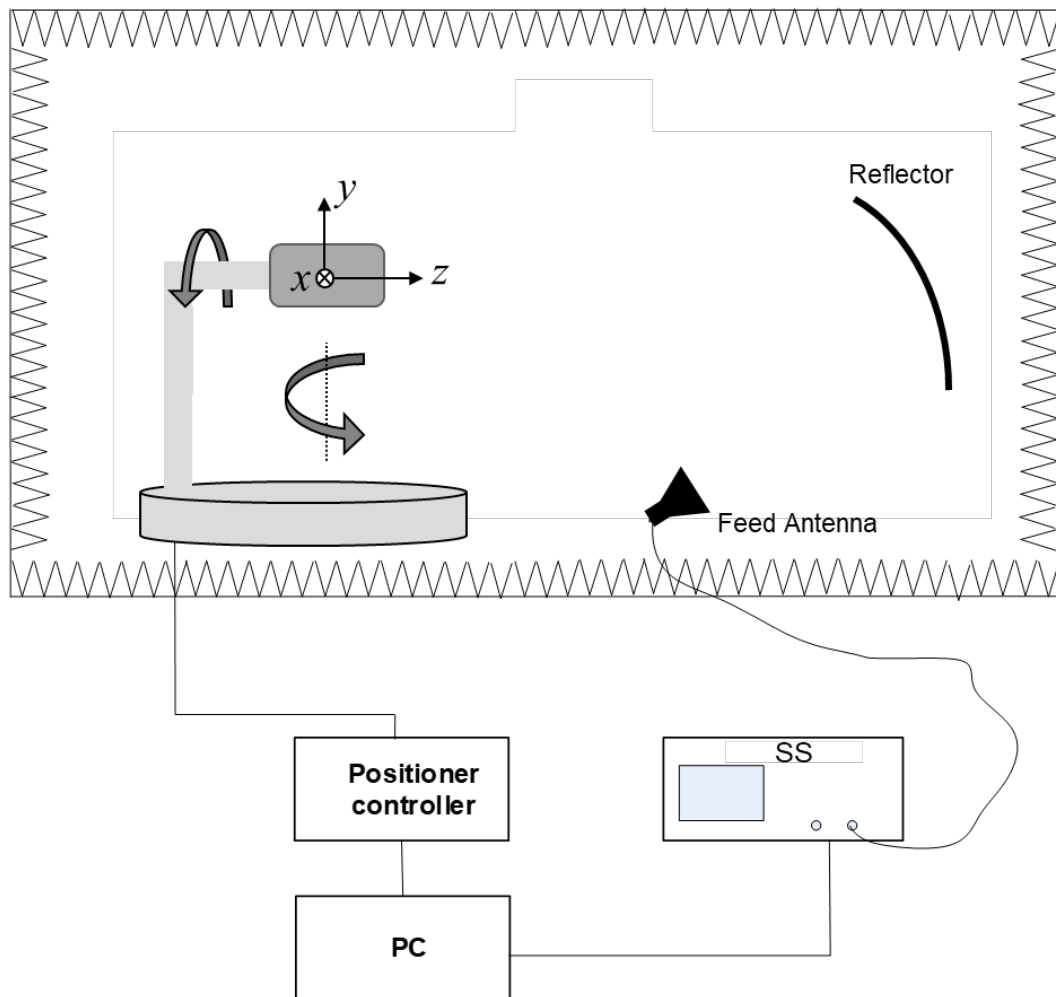 Reflector
y
x
z
Feed Antenna
Positioner
controller
SS
PC